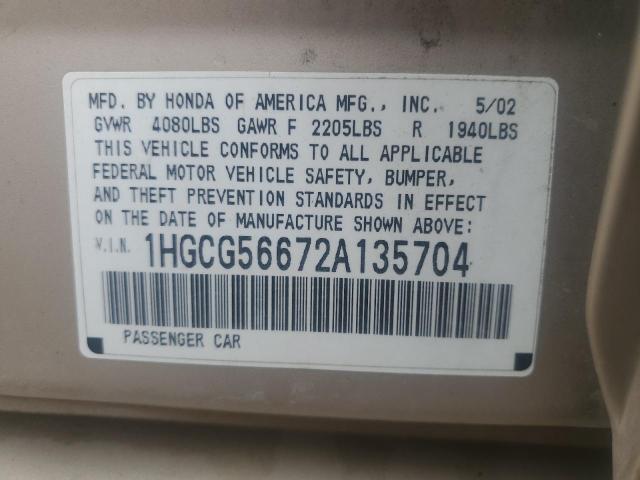 MFD. BY HONDA OF AMERICA MFG., INC. 5/02
GVWR 4080LBS GAWR F 2205LBS R 1940LBS
THIS VEHICLE CONFORMS TO ALL APPLICABLE
FEDERAL MOTOR VEHICLE SAFETY, BUMPER,
AND THEFT PREVENTION STANDARDS IN EFFECT
ON THE DATE OF MANUFACTURE SHOWN ABOVE:
V.I.N. 1HGCG56672A135704
PASSENGER CAR